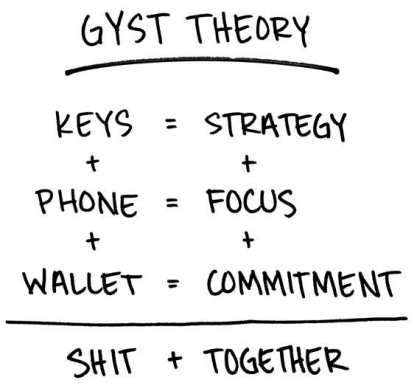 GYST THEORY
KEYS = STRATEGY
+ +
PHONE = FOCUS
+ +
WALLET = COMMITMENT
SHIT + TOGETHER